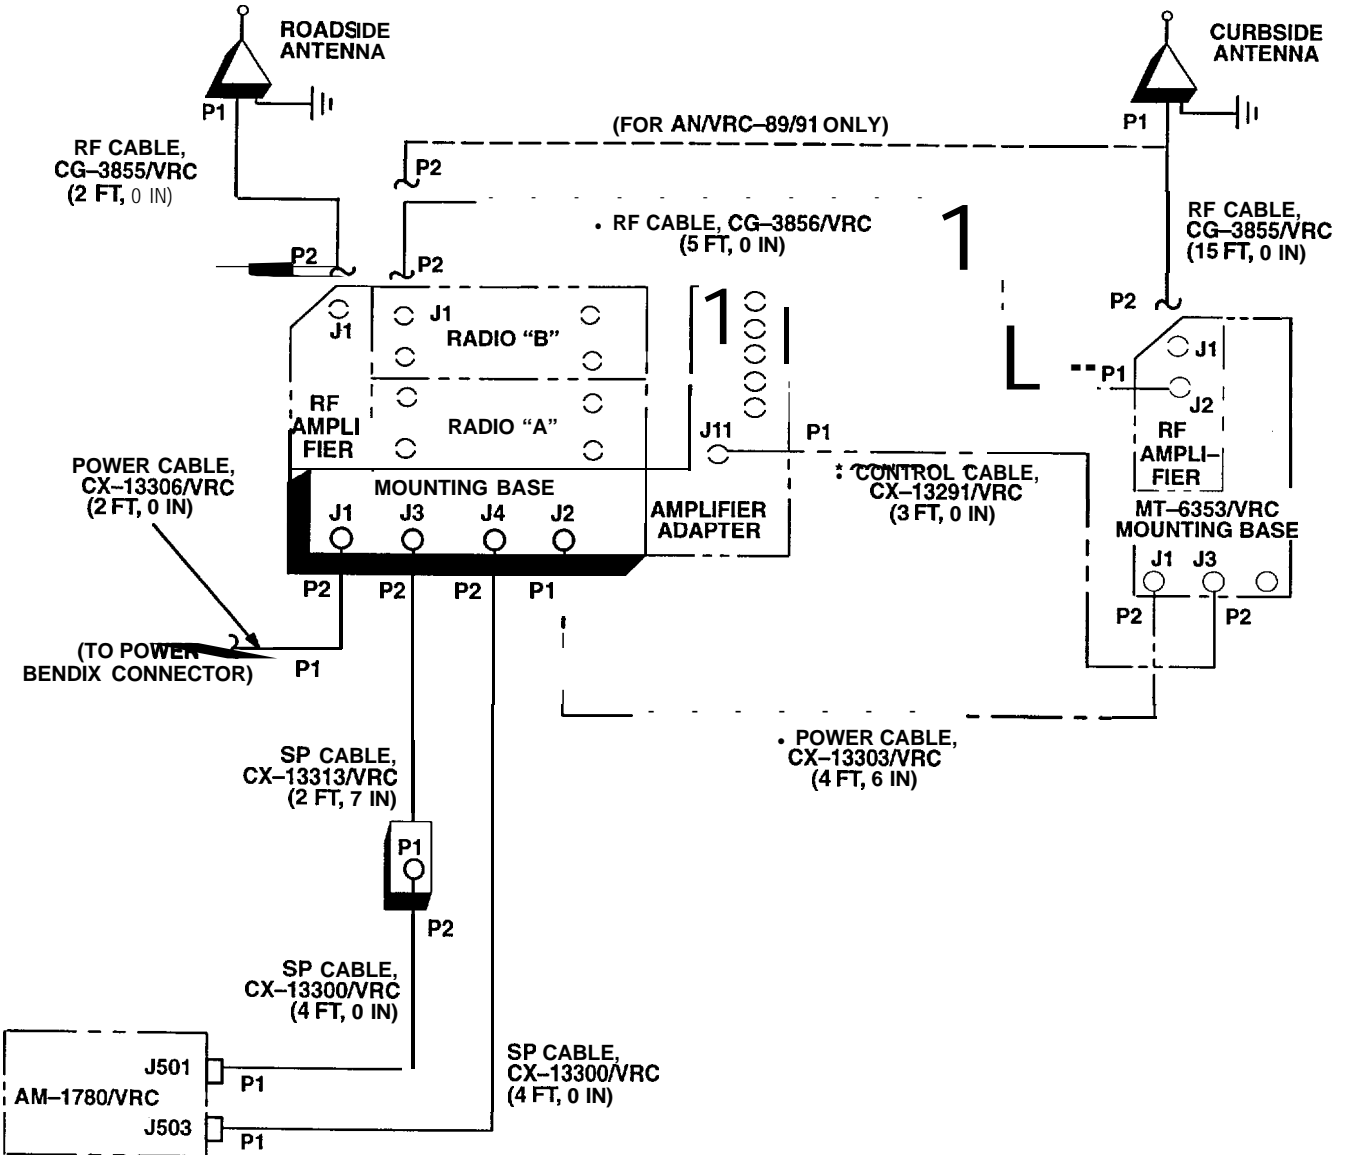 ROADSIDE
ANTENNA
CURBSIDE
ANTENNA
P1
P1
(FOR AN/VRC–89/91 ONLY)
RF CABLE,
CG–3855/VRC
(2 FT, 0 IN)
P2
RF CABLE, CG–3856/VRC
(5 FT, 0 IN)
RF CABLE,
CG–3855/VRC
(15 FT, 0 IN)
P2
P2
P2
J1
J1
RADIO “B”
J1
P1
J2
RF
AMPLI
FIER
RADIO “A”
J11
P1
RF
AMPLI–
FIER
POWER CABLE,
CX–13306/VRC
(2 FT, 0 IN)
* CONTROL CABLE,
CX–13291/VRC
(3 FT, 0 IN)
MOUNTING BASE
J1
J3
J4
J2
AMPLIFIER
ADAPTER
MT–6353/VRC
MOUNTING BASE
J1
J3
P2
P2
P2
P1
P2
P2
(TO POWER
BENDIX CONNECTOR)
P1
SP CABLE,
CX–13313/VRC
(2 FT, 7 IN)
• POWER CABLE,
CX–13303/VRC
(4 FT, 6 IN)
P1
P2
SP CABLE,
CX–13300/VRC
(4 FT, 0 IN)
SP CABLE,
CX–13300/VRC
(4 FT, 0 IN)
J501
P1
AM–1780/VRC
J503
P1